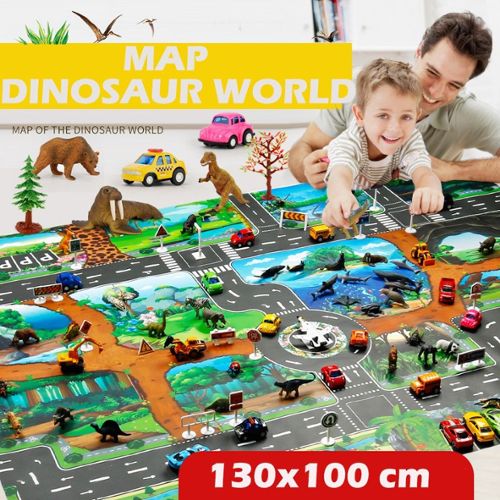 MAP
DINOSAUR WORLD
MAP OF THE DINOSAUR WORLD
P P P
130x100 cm